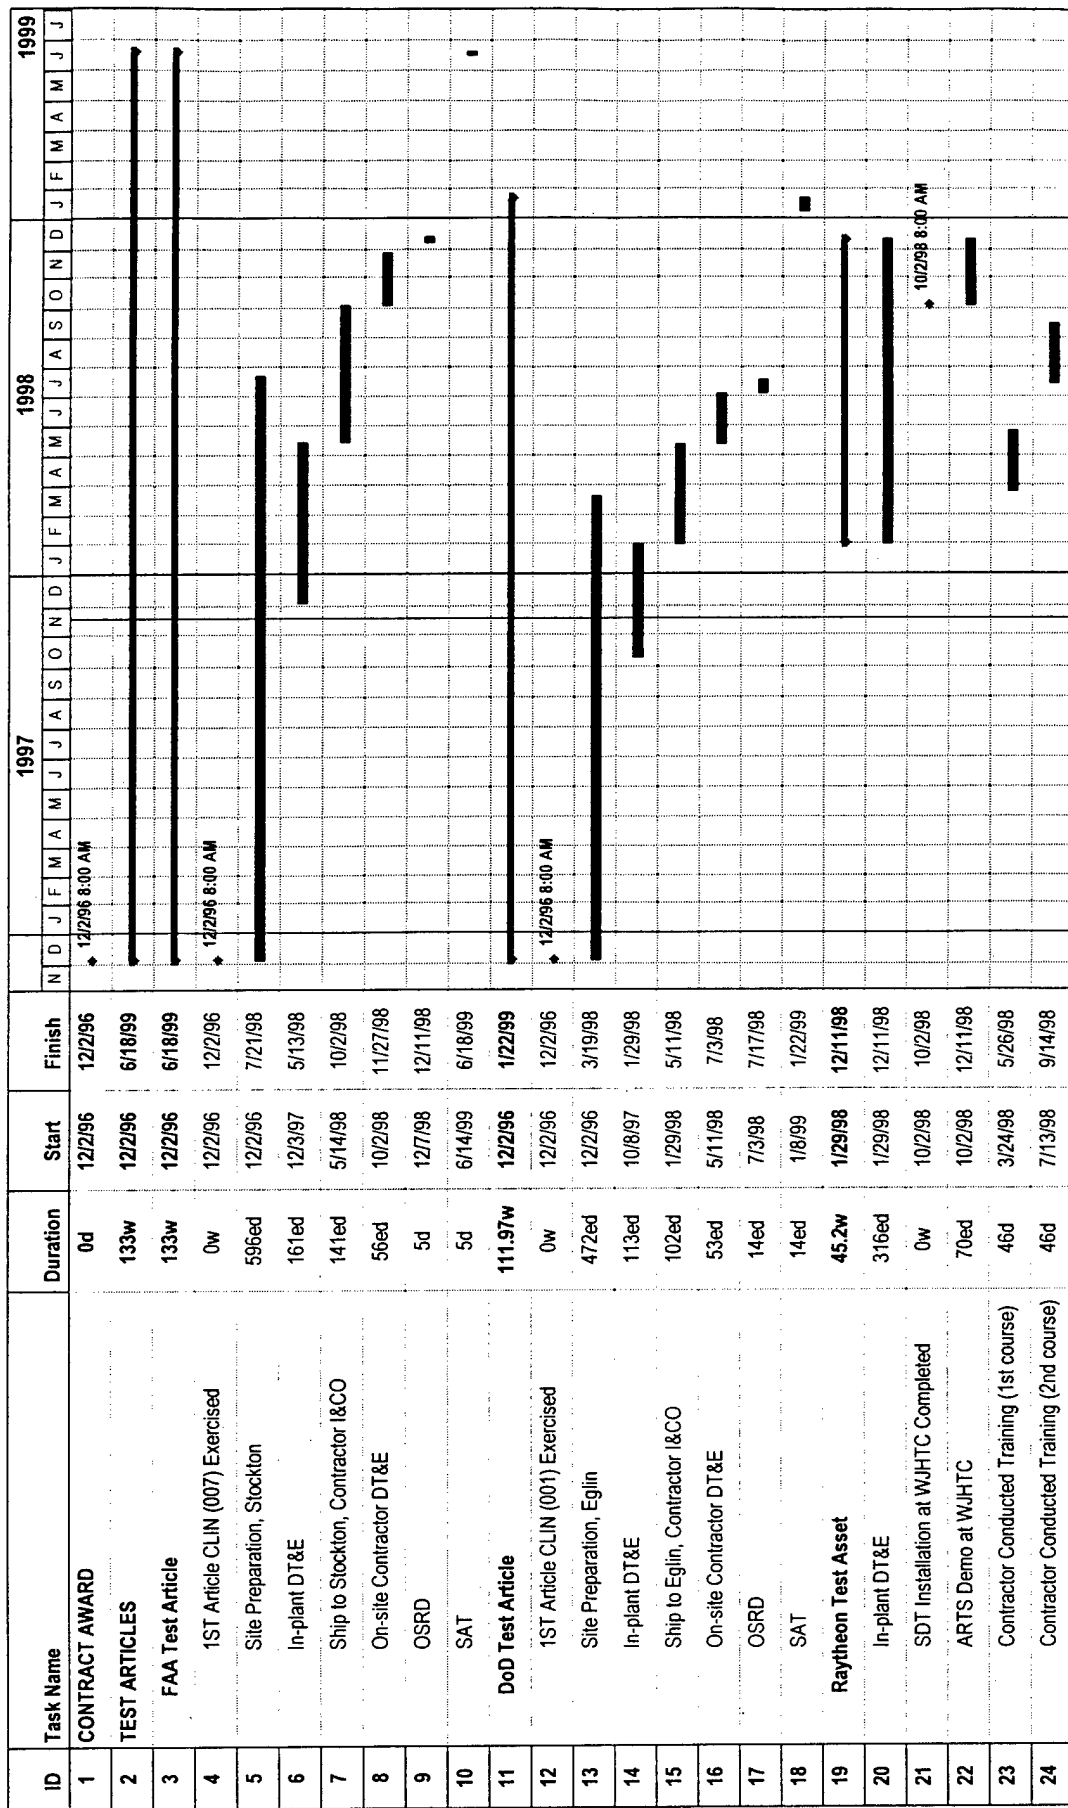 ID Task Name Duration Start Finish 1997 1998 1999
N D J F M A M J J A S O N D J F M A M J J A S O N D J F M A M J J
1 CONTRACT AWARD 0d 12/2/96 12/2/96 12/2/96 8:00 AM
2 TEST ARTICLES 133w 12/2/96 6/18/99
3 FAA Test Article 133w 12/2/96 6/18/99
4 1ST Article CLIN (007) Exercised 0w 12/2/96 12/2/96 12/2/96 8:00 AM
5 Site Preparation, Stockton 596ed 12/2/96 7/21/98
6 In-plant DT&E 161ed 12/3/97 5/13/98
7 Ship to Stockton, Contractor I&CO 141ed 5/14/98 10/2/98
8 On-site Contractor DT&E 56ed 10/2/98 11/27/98
9 OSRD 5d 12/7/98 12/11/98
10 SAT 5d 6/14/99 6/18/99
11 DoD Test Article 111.97w 12/2/96 1/22/99
12 1ST Article CLIN (001) Exercised 0w 12/2/96 12/2/96 12/2/96 8:00 AM
13 Site Preparation, Eglin 472ed 12/2/96 3/19/98
14 In-plant DT&E 113ed 10/8/97 1/29/98
15 Ship to Eglin, Contractor I&CO 102ed 1/29/98 5/11/98
16 On-site Contractor DT&E 53ed 5/11/98 7/3/98
17 OSRD 14ed 7/3/98 7/17/98
18 SAT 14ed 1/8/99 1/22/99
19 Raytheon Test Asset 45.2w 1/29/98 12/11/98
20 In-plant DT&E 316ed 1/29/98 12/11/98
21 SDT Installation at WJHTC Completed 0w 10/2/98 10/2/98 10/2/98 8:00 AM
22 ARTS Demo at WJHTC 70ed 10/2/98 12/11/98
23 Contractor Conducted Training (1st course) 46d 3/24/98 5/26/98
24 Contractor Conducted Training (2nd course) 46d 7/13/98 9/14/98